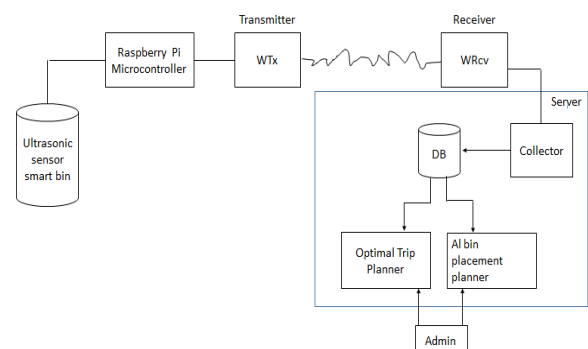 Transmitter
Receiver
Raspberry Pi
Microcontroller
WTx
WRcv
Server
Ultrasonic
sensor
smart bin
DB
Collector
Optimal Trip
Planner
AI bin
placement
planner
Admin